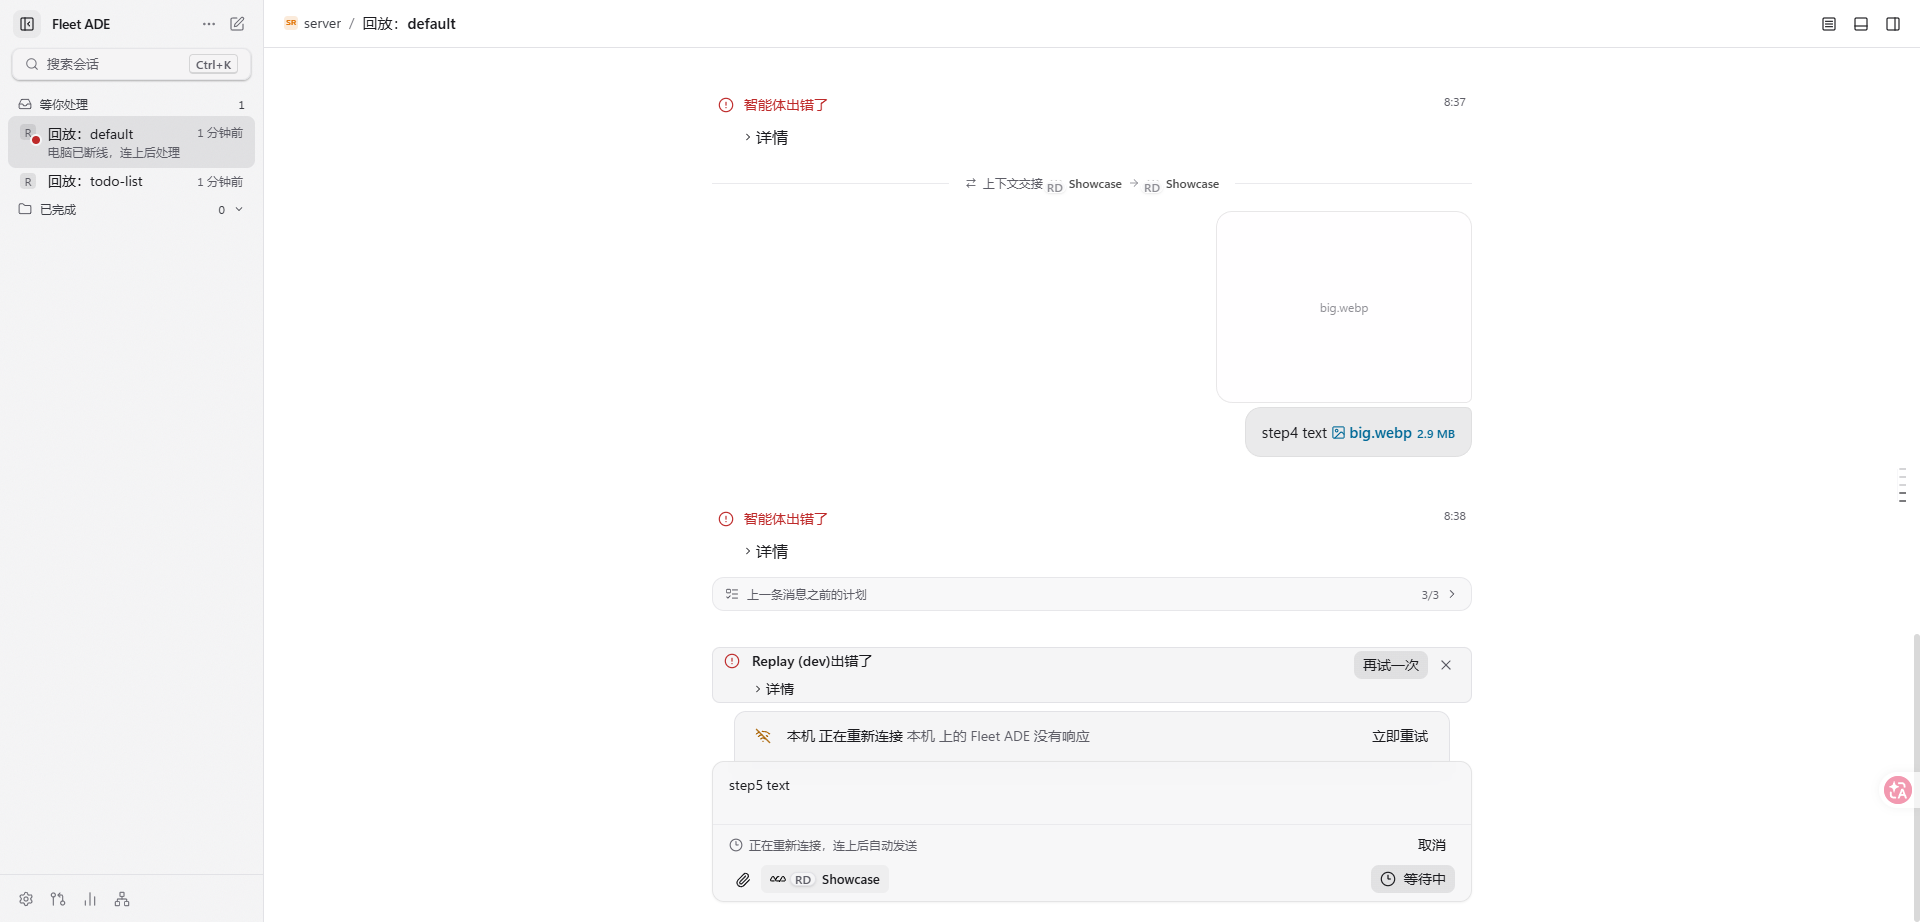 Fleet ADE
搜索会话 Ctrl+K
等你处理 1
R 回放：default 1 分钟前
电脑已断线，连上后处理
R 回放：todo-list 1 分钟前
已完成 0
SR server / 回放：default
智能体出错了 8:37
详情
上下文交接 RD Showcase → RD Showcase
big.webp
step4 text big.webp 2.9 MB
智能体出错了 8:38
详情
上一条消息之前的计划 3/3
Replay (dev)出错了 再试一次
详情
本机 正在重新连接 本机 上的 Fleet ADE 没有响应 立即重试
step5 text
正在重新连接，连上后自动发送 取消
RD Showcase 等待中